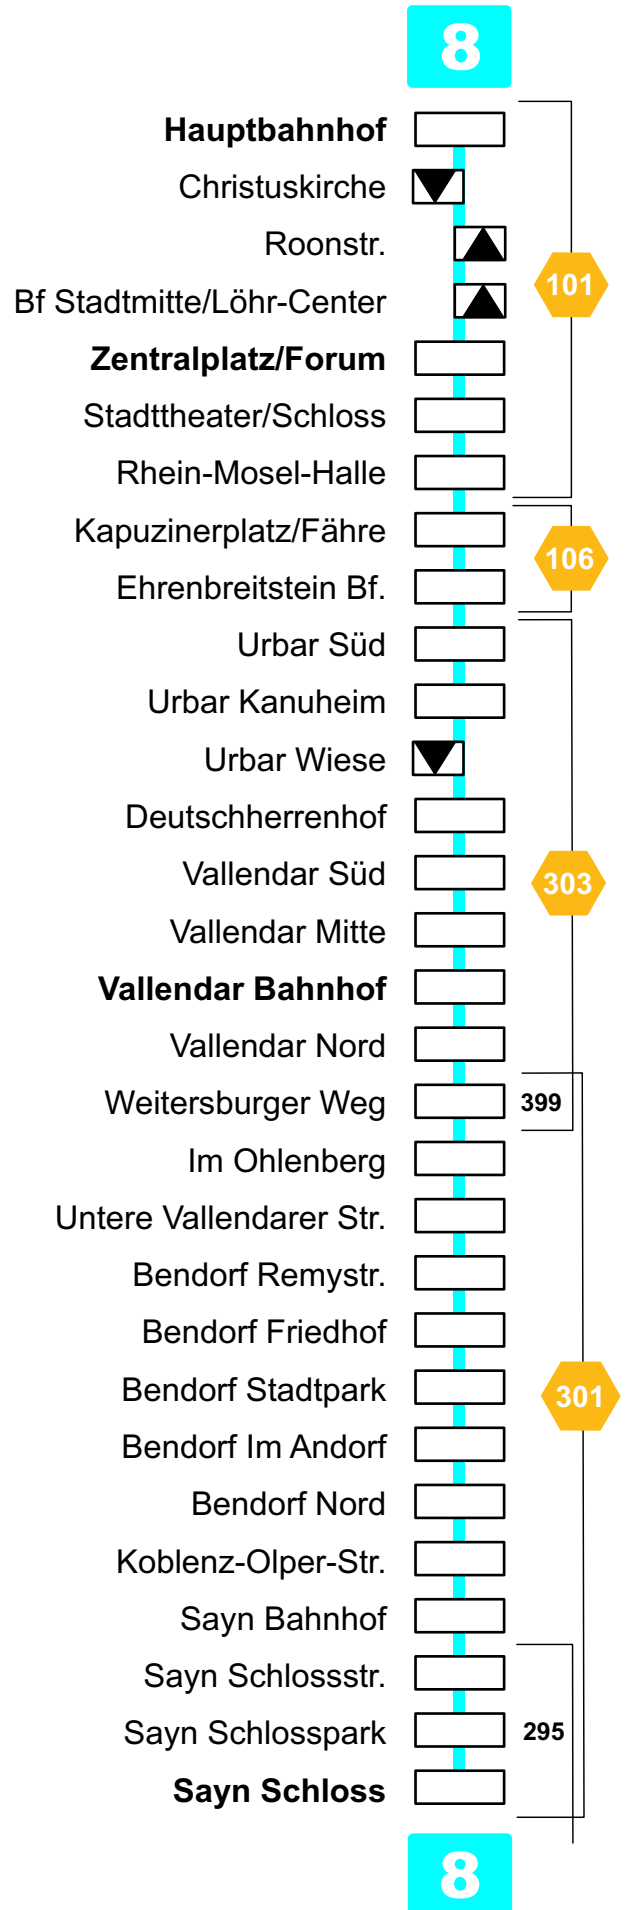 8
Hauptbahnhof
Christuskirche
Roonstr.
101
Bf Stadtmitte/Löhr-Center
Zentralplatz/Forum
Stadttheater/Schloss
Rhein-Mosel-Halle
Kapuzinerplatz/Fähre
106
Ehrenbreitstein Bf.
Urbar Süd
Urbar Kanuheim
Urbar Wiese
Deutschherrenhof
Vallendar Süd
303
Vallendar Mitte
Vallendar Bahnhof
Vallendar Nord
Weitersburger Weg 399
Im Ohlenberg
Untere Vallendarer Str.
Bendorf Remystr.
Bendorf Friedhof
Bendorf Stadtpark
301
Bendorf Im Andorf
Bendorf Nord
Koblenz-Olper-Str.
Sayn Bahnhof
Sayn Schlossstr.
Sayn Schlosspark 295
Sayn Schloss
8